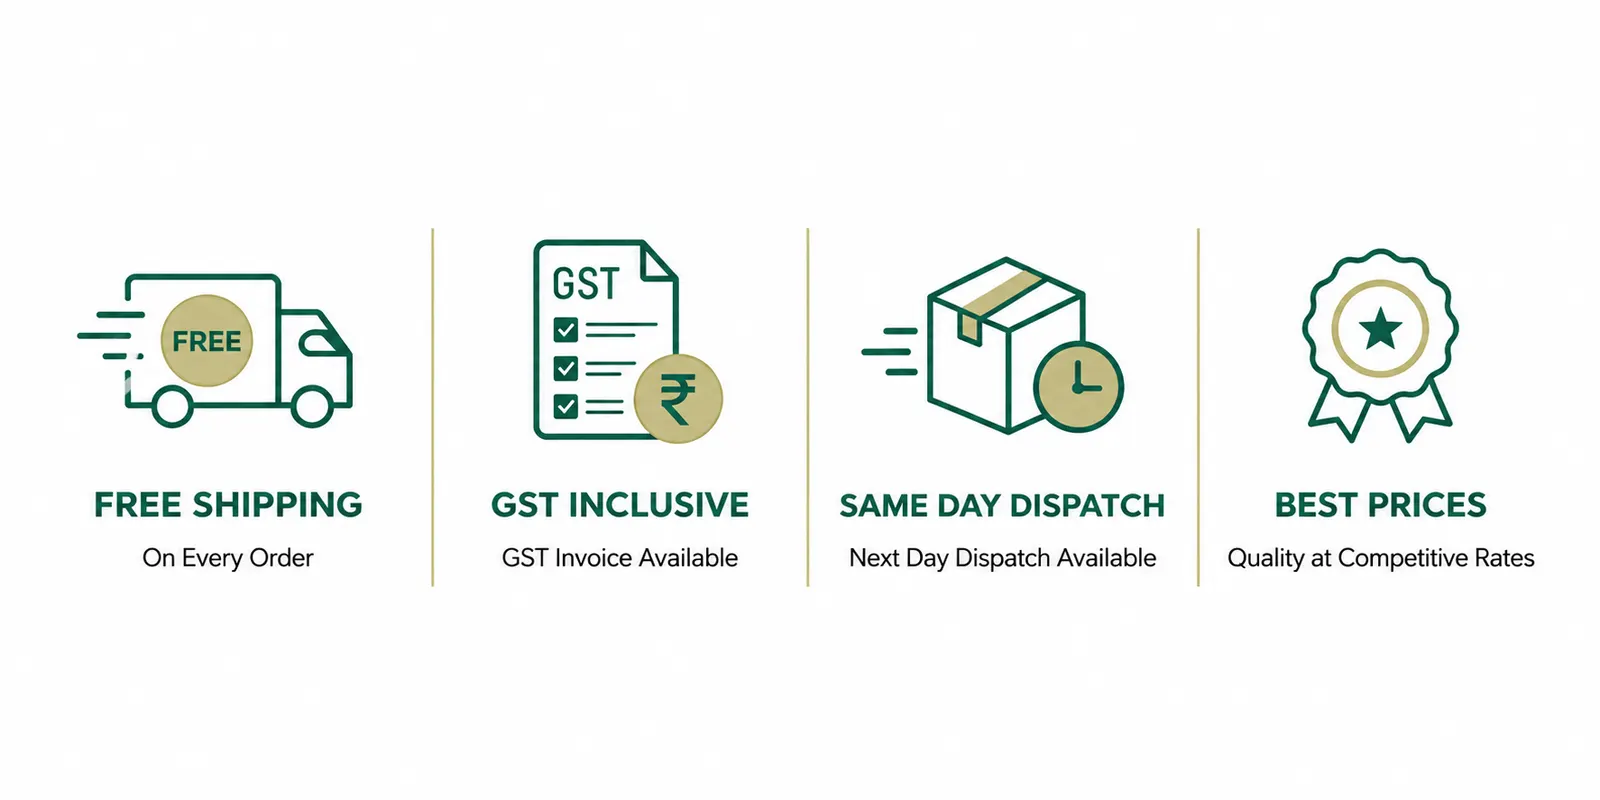 FREE
FREE SHIPPING
On Every Order
GST
₹
GST INCLUSIVE
GST Invoice Available
SAME DAY DISPATCH
Next Day Dispatch Available
BEST PRICES
Quality at Competitive Rates